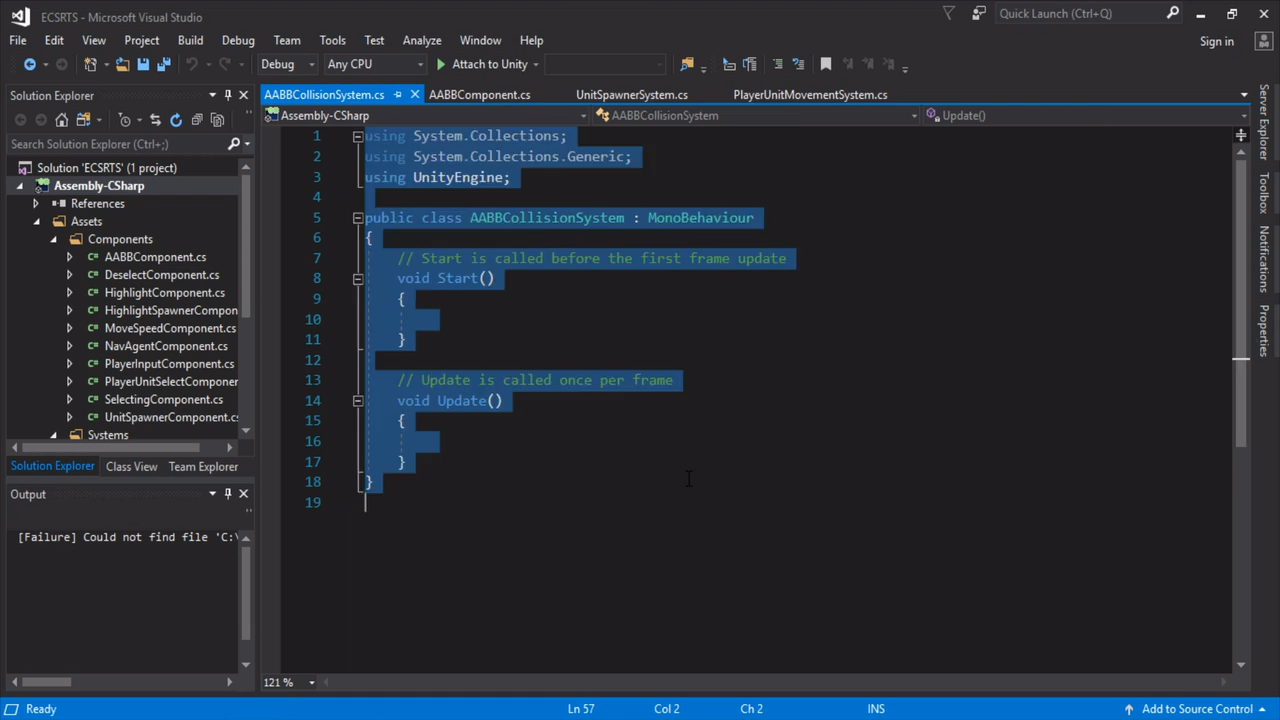 ECSRTS - Microsoft Visual Studio
Quick Launch (Ctrl+Q)
File Edit View Project Build Debug Team Tools Test Analyze Window Help
Sign in
Debug Any CPU Attach to Unity
Solution Explorer
AABBCollisionSystem.cs AABBComponent.cs UnitSpawnerSystem.cs PlayerUnitMovementSystem.cs
Assembly-CSharp AABBCollisionSystem Update()
Search Solution Explorer (Ctrl+;)
Solution 'ECSRTS' (1 project)
Assembly-CSharp
References
Assets
Components
AABBComponent.cs
DeselectComponent.cs
HighlightComponent.cs
HighlightSpawnerCompon
MoveSpeedComponent.cs
NavAgentComponent.cs
PlayerInputComponent.cs
PlayerUnitSelectComponer
SelectingComponent.cs
UnitSpawnerComponent.cs
Systems
Solution Explorer Class View Team Explorer
Output
[Failure] Could not find file 'C:\
1 using System.Collections;
2 using System.Collections.Generic;
3 using UnityEngine;
4
5 public class AABBCollisionSystem : MonoBehaviour
6 {
7 // Start is called before the first frame update
8 void Start()
9 {
10
11 }
12
13 // Update is called once per frame
14 void Update()
15 {
16
17 }
18 }
19
Server Explorer
Toolbox
Notifications
Properties
121 %
Ready Ln 57 Col 2 Ch 2 INS Add to Source Control